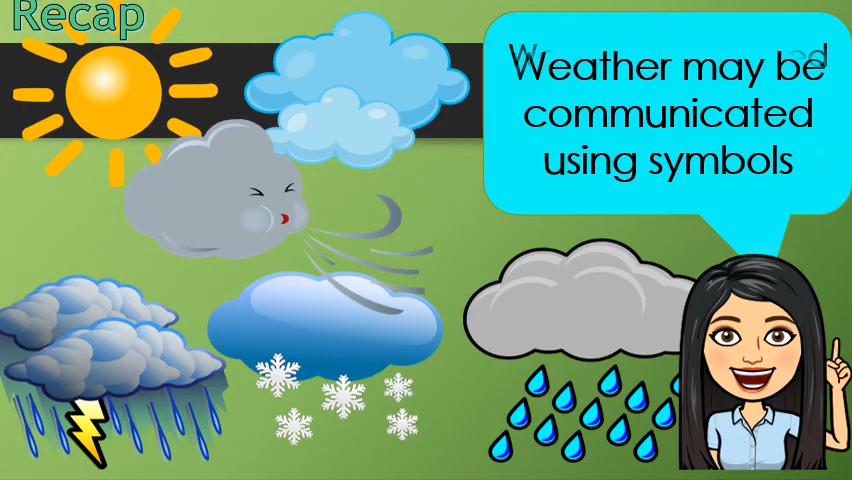 Recap
Weather may be
communicated
using symbols